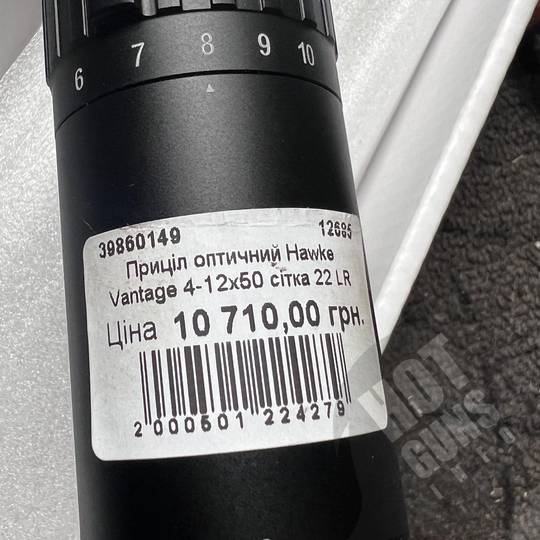 6 7 8 9 10
39860149 12685
Приціл оптичний Hawke
Vantage 4-12x50 сітка 22 LR
Ціна 10 710,00 грн.
2 000501 224279
HOT
GUNS